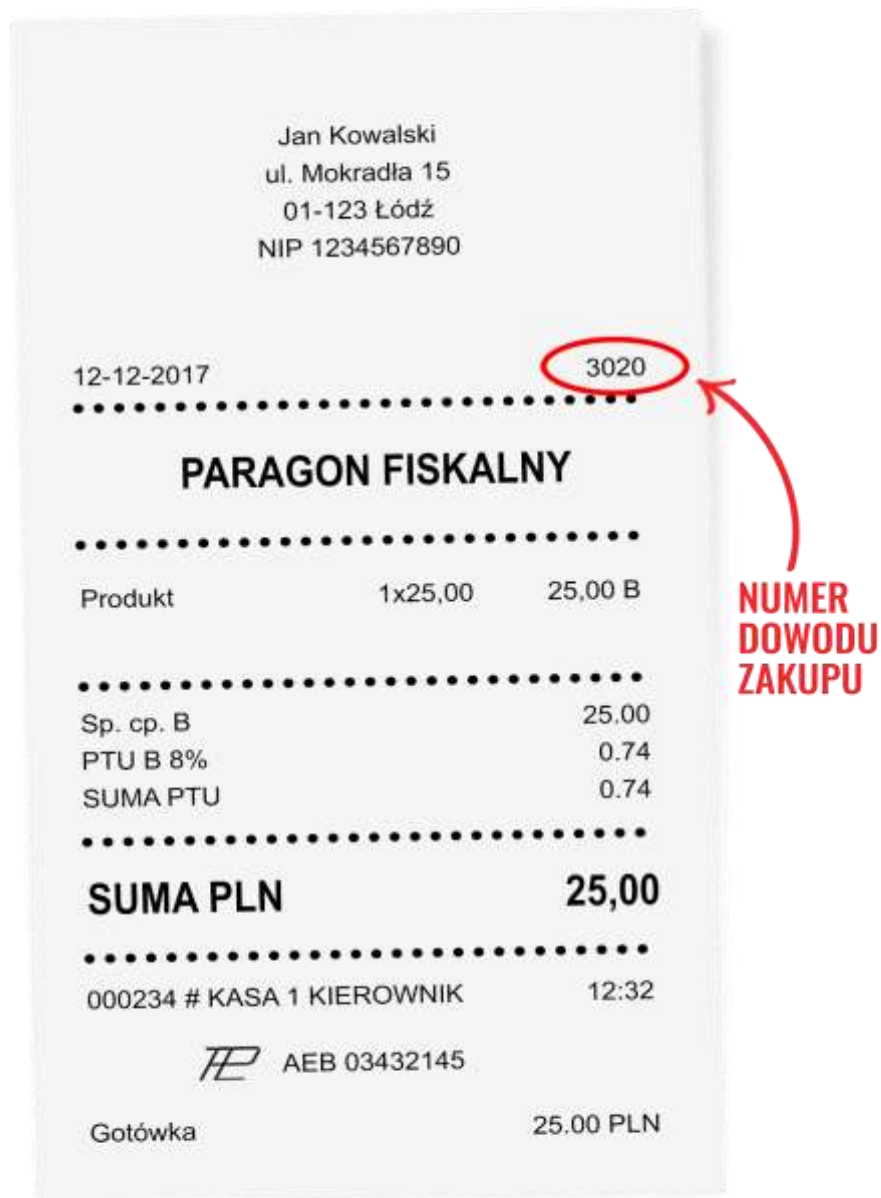 Jan Kowalski
ul. Mokradła 15
01-123 Łódź
NIP 1234567890
12-12-2017 3020
PARAGON FISKALNY
Produkt 1x25,00 25,00 B
NUMER
DOWODU
ZAKUPU
Sp. cp. B 25.00
PTU B 8% 0.74
SUMA PTU 0.74
SUMA PLN 25,00
000234 # KASA 1 KIEROWNIK 12:32
AEB 03432145
Gotówka 25.00 PLN